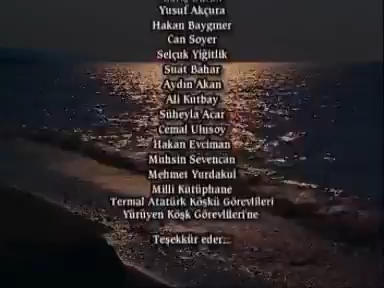 Yusuf Akçura
Hakan Baygıner
Can Soyer
Selçuk Yiğitlik
Suat Bahar
Aydın Akan
Ali Kutbay
Süheyla Acar
Cemal Ulusoy
Hakan Evciman
Muhsin Sevencan
Mehmet Yurdakul
Milli Kütüphane
Termal Atatürk Köşkü Görevlileri
Yürüyen Köşk Görevlileri'ne
Teşekkür eder...